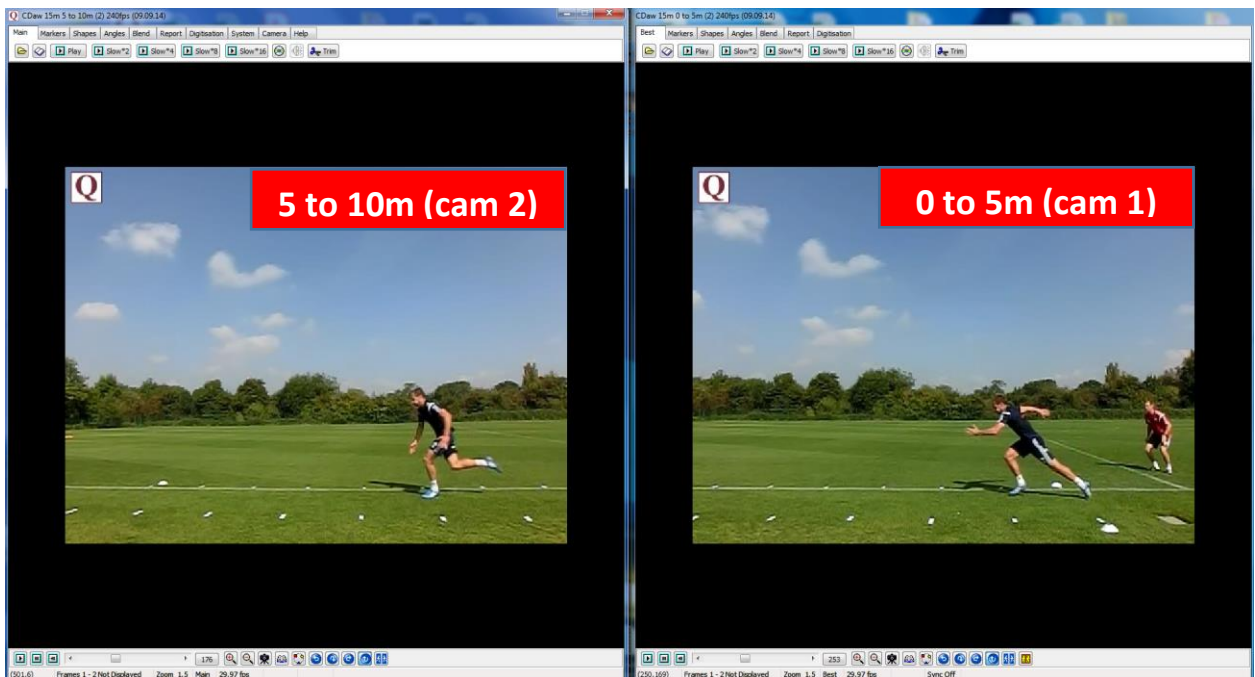 Q CDaw 15m 5 to 10m (2) 240fps (09.09.14)
Main Markers Shapes Angles Blend Report Digitisation System Camera Help
Play Slow*2 Slow*4 Slow*8 Slow*16 Trim
Q
5 to 10m (cam 2)
176
(501,6) Frames 1 - 2 Not Displayed Zoom 1.5 Main 29.97 fps
CDaw 15m 0 to 5m (2) 240fps (09.09.14)
Best Markers Shapes Angles Blend Report Digitisation
Play Slow*2 Slow*4 Slow*8 Slow*16 Trim
Q
0 to 5m (cam 1)
253
(250,169) Frames 1 - 2 Not Displayed Zoom 1.5 Best 29.97 fps Sync Off